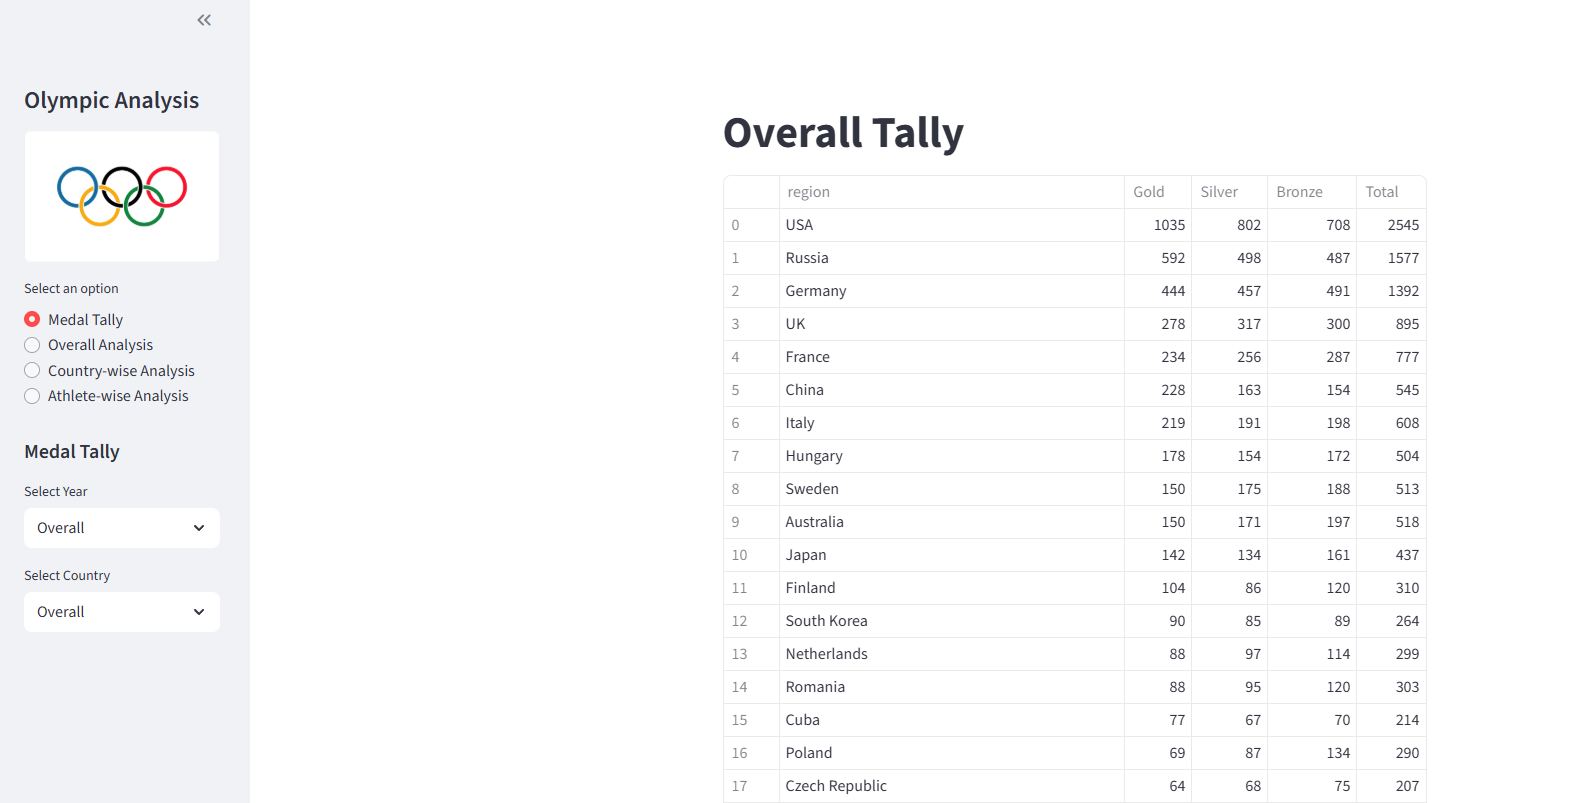 Olympic Analysis
Select an option
Medal Tally
Overall Analysis
Country-wise Analysis
Athlete-wise Analysis
Medal Tally
Select Year
Overall
Select Country
Overall
Overall Tally
region Gold Silver Bronze Total
0 USA 1035 802 708 2545
1 Russia 592 498 487 1577
2 Germany 444 457 491 1392
3 UK 278 317 300 895
4 France 234 256 287 777
5 China 228 163 154 545
6 Italy 219 191 198 608
7 Hungary 178 154 172 504
8 Sweden 150 175 188 513
9 Australia 150 171 197 518
10 Japan 142 134 161 437
11 Finland 104 86 120 310
12 South Korea 90 85 89 264
13 Netherlands 88 97 114 299
14 Romania 88 95 120 303
15 Cuba 77 67 70 214
16 Poland 69 87 134 290
17 Czech Republic 64 68 75 207